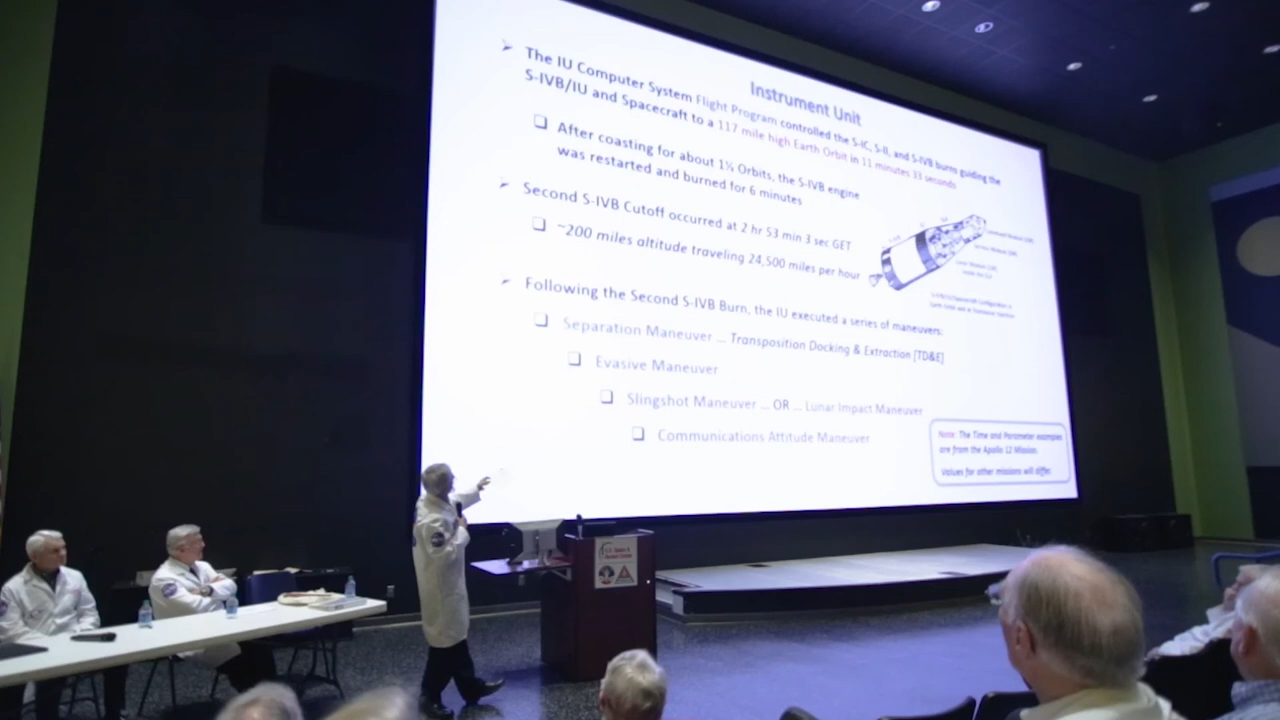 Instrument Unit
The IU Computer System Flight Program controlled the S-IC, S-II, and S-IVB burns guiding the
S-IVB/IU and Spacecraft to a 117 mile high Earth Orbit in 11 minutes 33 seconds
After coasting for about 1½ Orbits, the S-IVB engine
was restarted and burned for 6 minutes
Second S-IVB Cutoff occurred at 2 hr 53 min 3 sec GET
~200 miles altitude traveling 24,500 miles per hour
Following the Second S-IVB Burn, the IU executed a series of maneuvers:
Separation Maneuver ... Transposition Docking & Extraction [TD&E]
Evasive Maneuver
Slingshot Maneuver ... OR ... Lunar Impact Maneuver
Communications Attitude Maneuver
Note: The Time and Parameter examples
are from the Apollo 12 Mission.
Values for other missions will differ.
U.S. Space &
Rocket Center